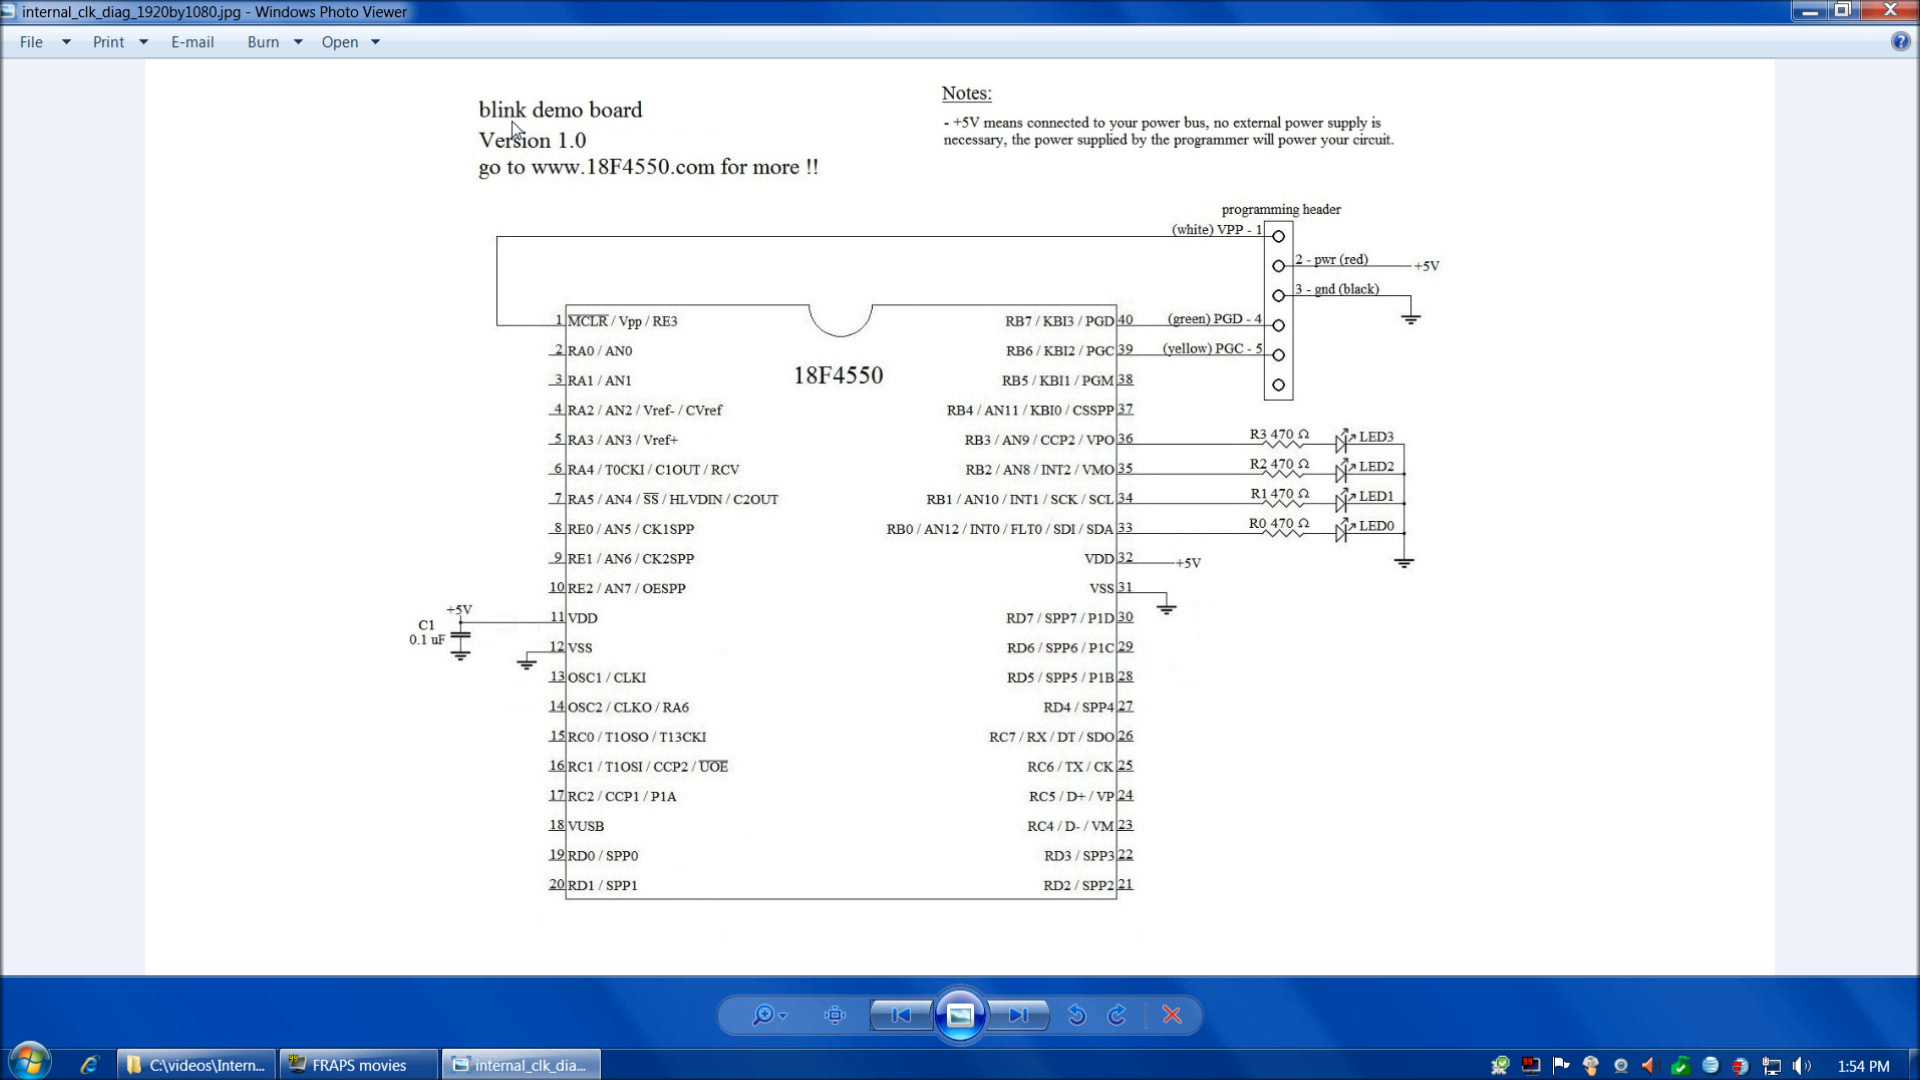 internal_clk_diag_1920by1080.jpg - Windows Photo Viewer
File Print E-mail Burn Open
blink demo board
Version 1.0
go to www.18F4550.com for more !!
Notes:
- +5V means connected to your power bus, no external power supply is
necessary, the power supplied by the programmer will power your circuit.
programming header
(white) VPP - 1
2 - pwr (red) +5V
3 - gnd (black)
(green) PGD - 4
(yellow) PGC - 5
18F4550
1 MCLR / Vpp / RE3
2 RA0 / AN0
3 RA1 / AN1
4 RA2 / AN2 / Vref- / CVref
5 RA3 / AN3 / Vref+
6 RA4 / T0CKI / C1OUT / RCV
7 RA5 / AN4 / SS / HLVDIN / C2OUT
8 RE0 / AN5 / CK1SPP
9 RE1 / AN6 / CK2SPP
10 RE2 / AN7 / OESPP
11 VDD
12 VSS
13 OSC1 / CLKI
14 OSC2 / CLKO / RA6
15 RC0 / T1OSO / T13CKI
16 RC1 / T1OSI / CCP2 / UOE
17 RC2 / CCP1 / P1A
18 VUSB
19 RD0 / SPP0
20 RD1 / SPP1
+5V
C1
0.1 uF
RB7 / KBI3 / PGD 40
RB6 / KBI2 / PGC 39
RB5 / KBI1 / PGM 38
RB4 / AN11 / KBI0 / CSSPP 37
RB3 / AN9 / CCP2 / VPO 36
RB2 / AN8 / INT2 / VMO 35
RB1 / AN10 / INT1 / SCK / SCL 34
RB0 / AN12 / INT0 / FLT0 / SDI / SDA 33
VDD 32 +5V
VSS 31
RD7 / SPP7 / P1D 30
RD6 / SPP6 / P1C 29
RD5 / SPP5 / P1B 28
RD4 / SPP4 27
RC7 / RX / DT / SDO 26
RC6 / TX / CK 25
RC5 / D+ / VP 24
RC4 / D- / VM 23
RD3 / SPP3 22
RD2 / SPP2 21
R3 470 Ω LED3
R2 470 Ω LED2
R1 470 Ω LED1
R0 470 Ω LED0
C:\videos\Intern... FRAPS movies internal_clk_dia... 1:54 PM